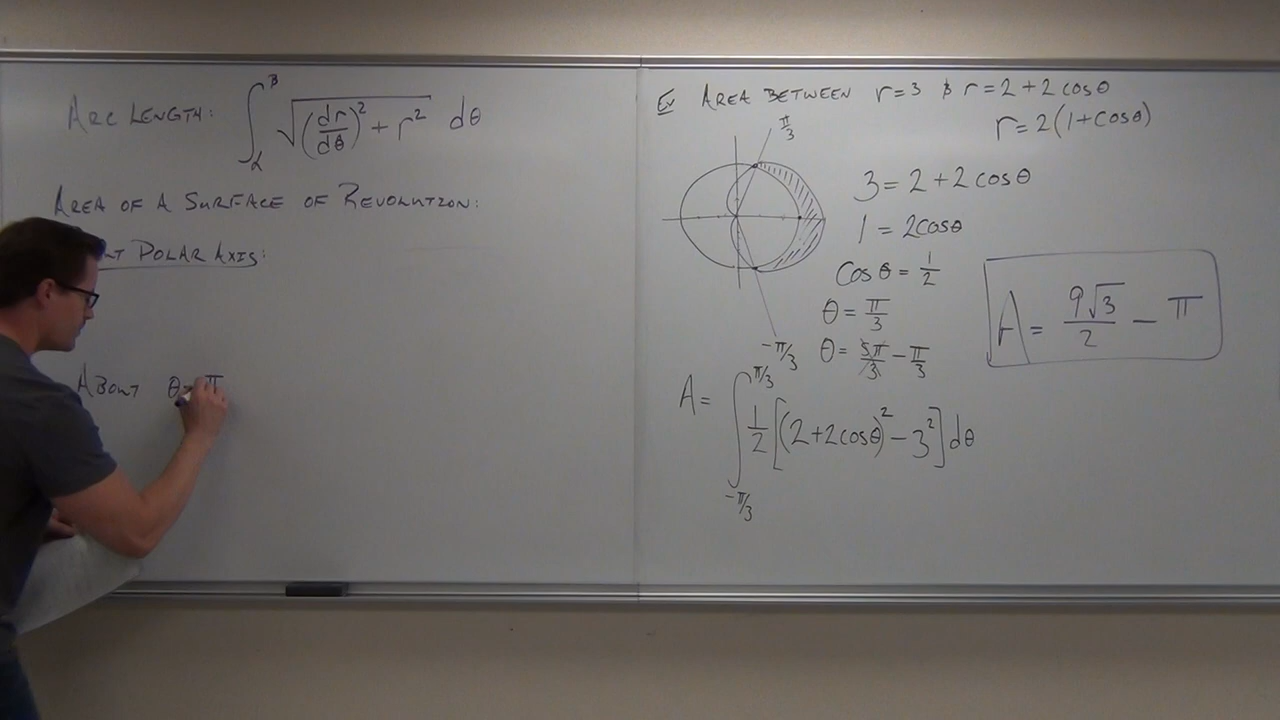 ARC LENGTH: ∫_α^β √((dr/dθ)² + r²) dθ
AREA OF A SURFACE OF REVOLUTION:
POLAR AXIS:
ABOUT θ = π
Ex AREA BETWEEN r=3 & r=2+2cosθ
r=2(1+cosθ)
π/3
3=2+2cosθ
1=2cosθ
cosθ=1/2
θ=π/3
-π/3
θ=5π/3 -π/3
A=∫_{-π/3}^{π/3} 1/2[(2+2cosθ)²-3²]dθ
A=9√3/2 - π